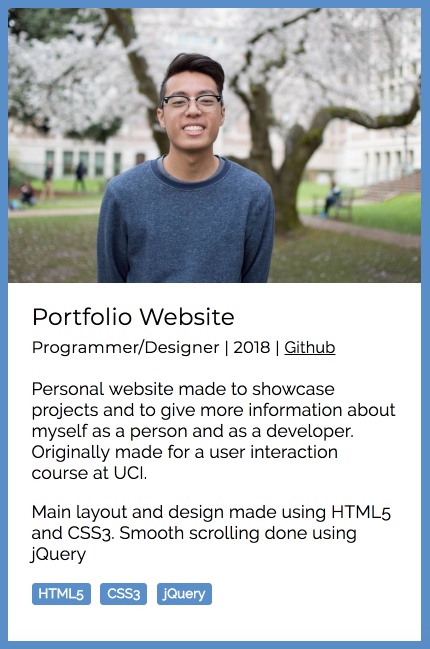 Portfolio Website
Programmer/Designer | 2018 | Github
Personal website made to showcase
projects and to give more information about
myself as a person and as a developer.
Originally made for a user interaction
course at UCI.
Main layout and design made using HTML5
and CSS3. Smooth scrolling done using
jQuery
HTML5 CSS3 jQuery